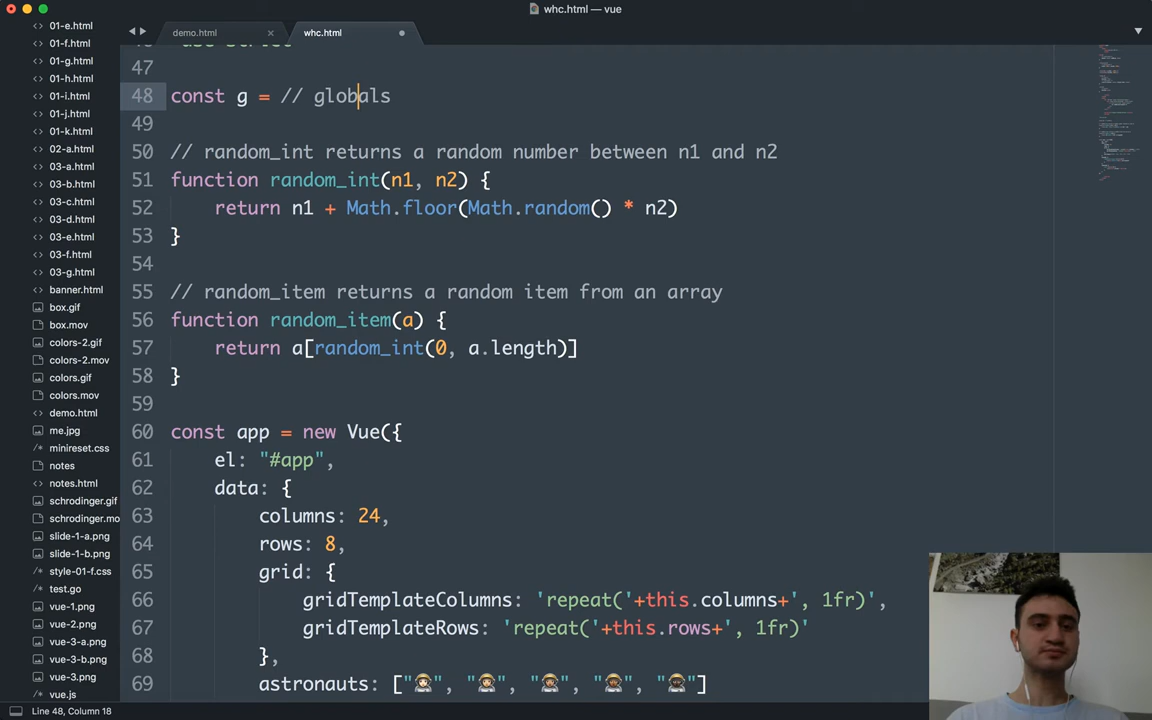 whc.html — vue
01-e.html
01-f.html
01-g.html
01-h.html
01-i.html
01-j.html
01-k.html
02-a.html
03-a.html
03-b.html
03-c.html
03-d.html
03-e.html
03-f.html
03-g.html
banner.html
box.gif
box.mov
colors-2.gif
colors-2.mov
colors.gif
colors.mov
demo.html
me.jpg
minireset.css
notes
notes.html
schrodinger.gif
schrodinger.mo
slide-1-a.png
slide-1-b.png
style-01-f.css
test.go
vue-1.png
vue-2.png
vue-3-a.png
vue-3-b.png
vue-3.png
vue.js
demo.html
whc.html
47
48 const g = // globals
49
50 // random_int returns a random number between n1 and n2
51 function random_int(n1, n2) {
52 return n1 + Math.floor(Math.random() * n2)
53 }
54
55 // random_item returns a random item from an array
56 function random_item(a) {
57 return a[random_int(0, a.length)]
58 }
59
60 const app = new Vue({
61 el: "#app",
62 data: {
63 columns: 24,
64 rows: 8,
65 grid: {
66 gridTemplateColumns: 'repeat('+this.columns+', 1fr)',
67 gridTemplateRows: 'repeat('+this.rows+', 1fr)'
68 },
69 astronauts: ["👩🏻‍🚀", "👩🏼‍🚀", "👩🏽‍🚀", "👩🏾‍🚀", "👩🏿‍🚀"]
Line 48, Column 18